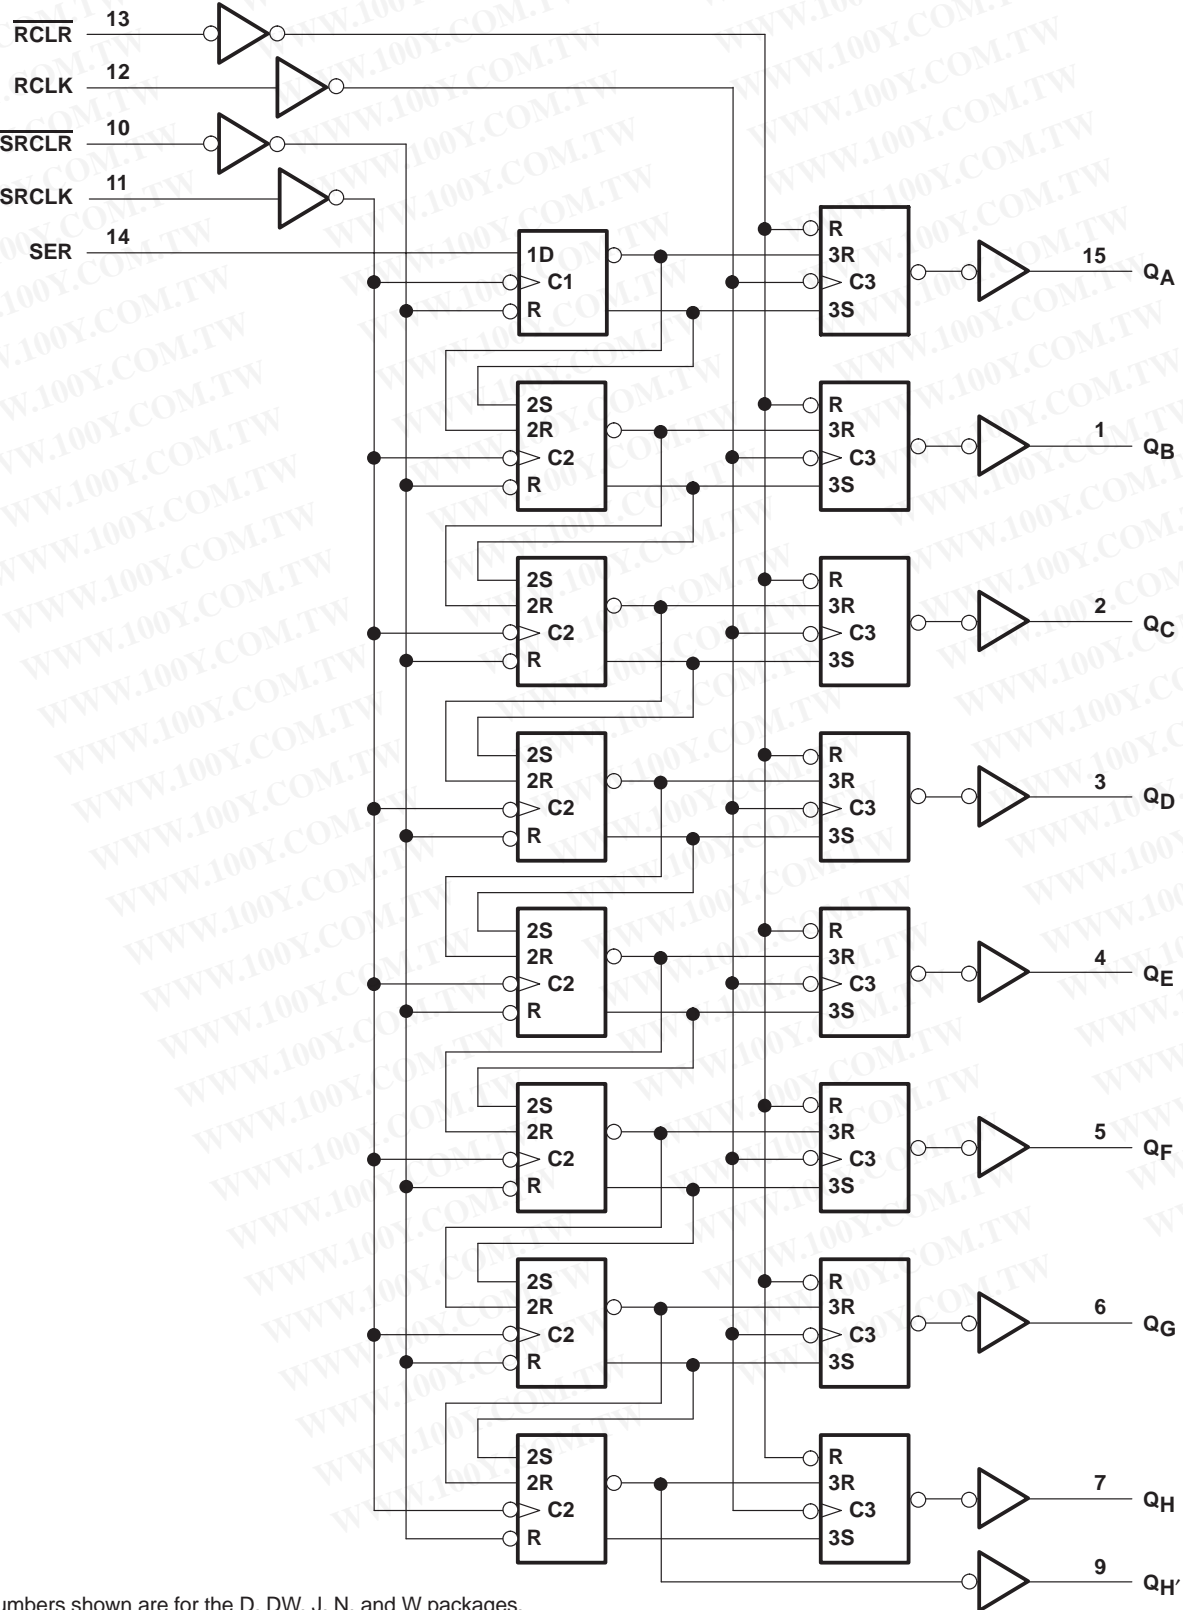 RCLR 13
RCLK 12
SRCLR 10
SRCLK 11
SER 14
1D
C1
R
R
3R
C3
3S
15 QA
2S
2R
C2
R
R
3R
C3
3S
1 QB
2S
2R
C2
R
R
3R
C3
3S
2 QC
2S
2R
C2
R
R
3R
C3
3S
3 QD
2S
2R
C2
R
R
3R
C3
3S
4 QE
2S
2R
C2
R
R
3R
C3
3S
5 QF
2S
2R
C2
R
R
3R
C3
3S
6 QG
2S
2R
C2
R
R
3R
C3
3S
7 QH
9 QH′
umbers shown are for the D, DW, J, N, and W packages.
WWW.100Y.COM.TW